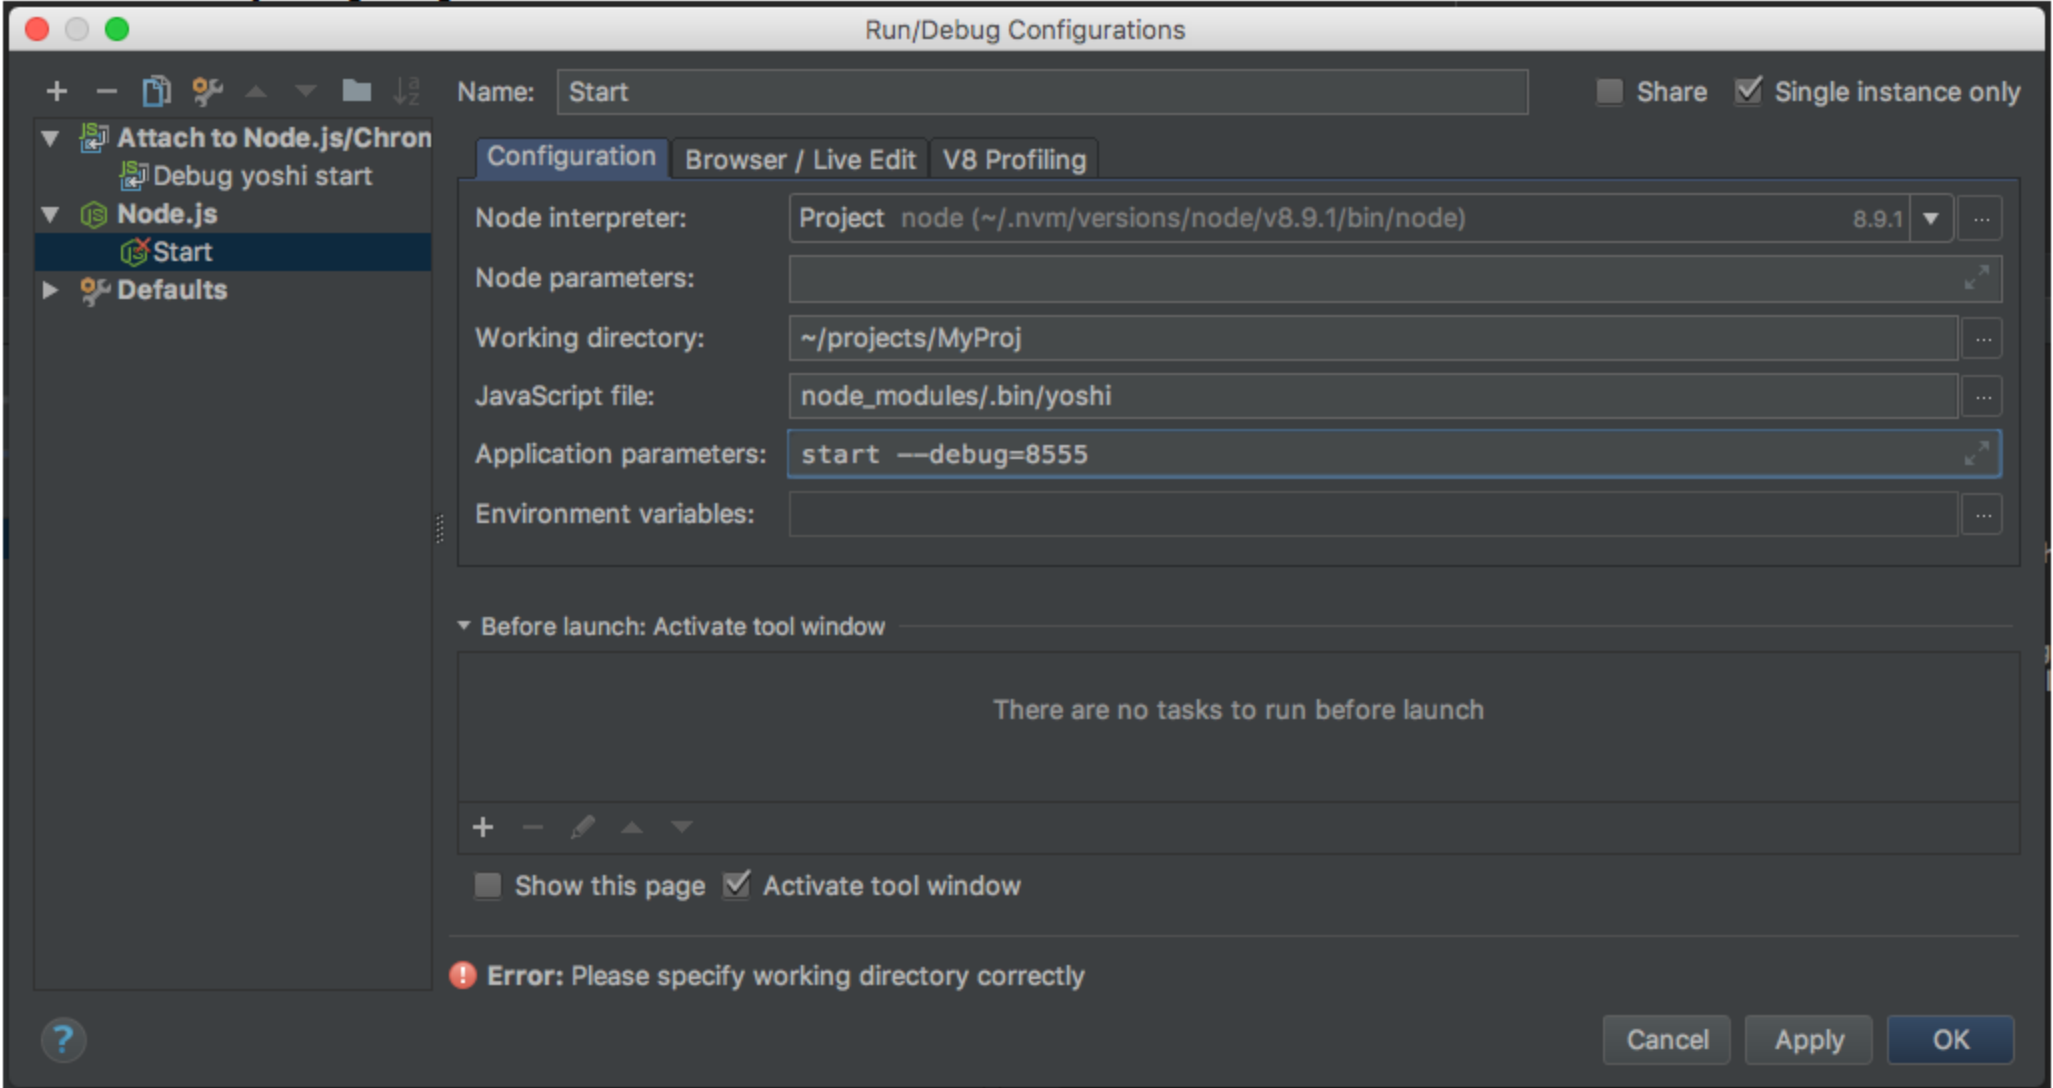 Run/Debug Configurations
Name: Start Share Single instance only
Attach to Node.js/Chrom
Debug yoshi start
Node.js
Start
Defaults
Configuration Browser / Live Edit V8 Profiling
Node interpreter: Project node (~/.nvm/versions/node/v8.9.1/bin/node) 8.9.1 ...
Node parameters:
Working directory: ~/projects/MyProj ...
JavaScript file: node_modules/.bin/yoshi ...
Application parameters: start --debug=8555
Environment variables: ...
Before launch: Activate tool window
There are no tasks to run before launch
Show this page Activate tool window
Error: Please specify working directory correctly
? Cancel Apply OK